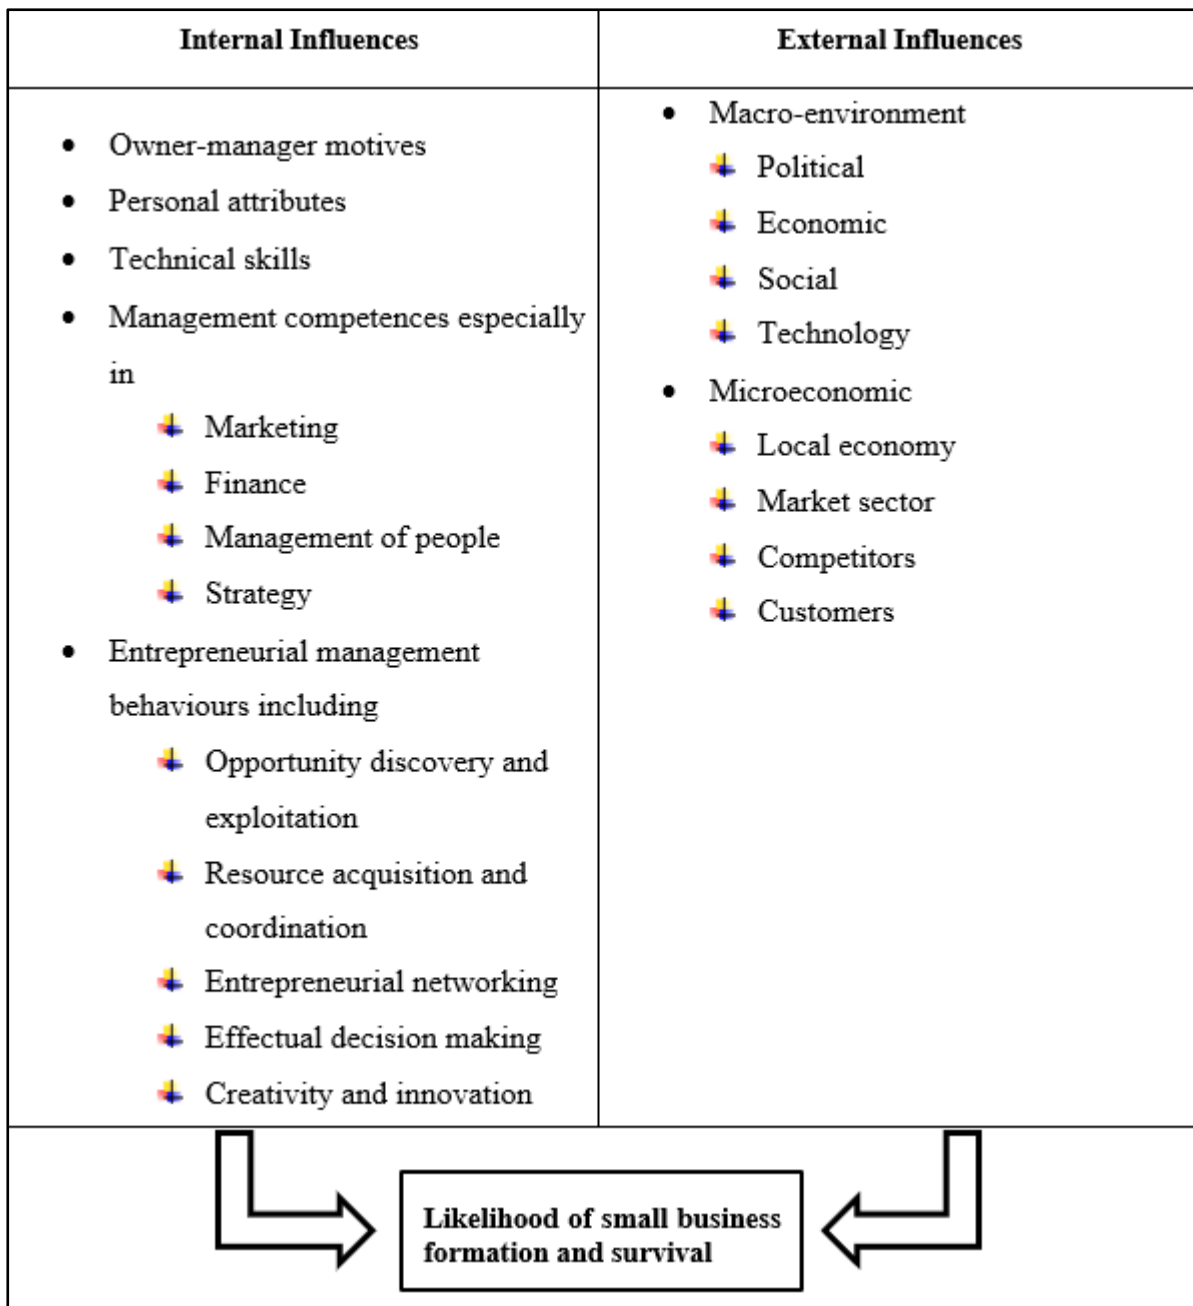 Internal Influences
External Influences
Owner-manager motives
Personal attributes
Technical skills
Management competences especially
in
Marketing
Finance
Management of people
Strategy
Entrepreneurial management
behaviours including
Opportunity discovery and
exploitation
Resource acquisition and
coordination
Entrepreneurial networking
Effectual decision making
Creativity and innovation
Macro-environment
Political
Economic
Social
Technology
Microeconomic
Local economy
Market sector
Competitors
Customers
Likelihood of small business
formation and survival